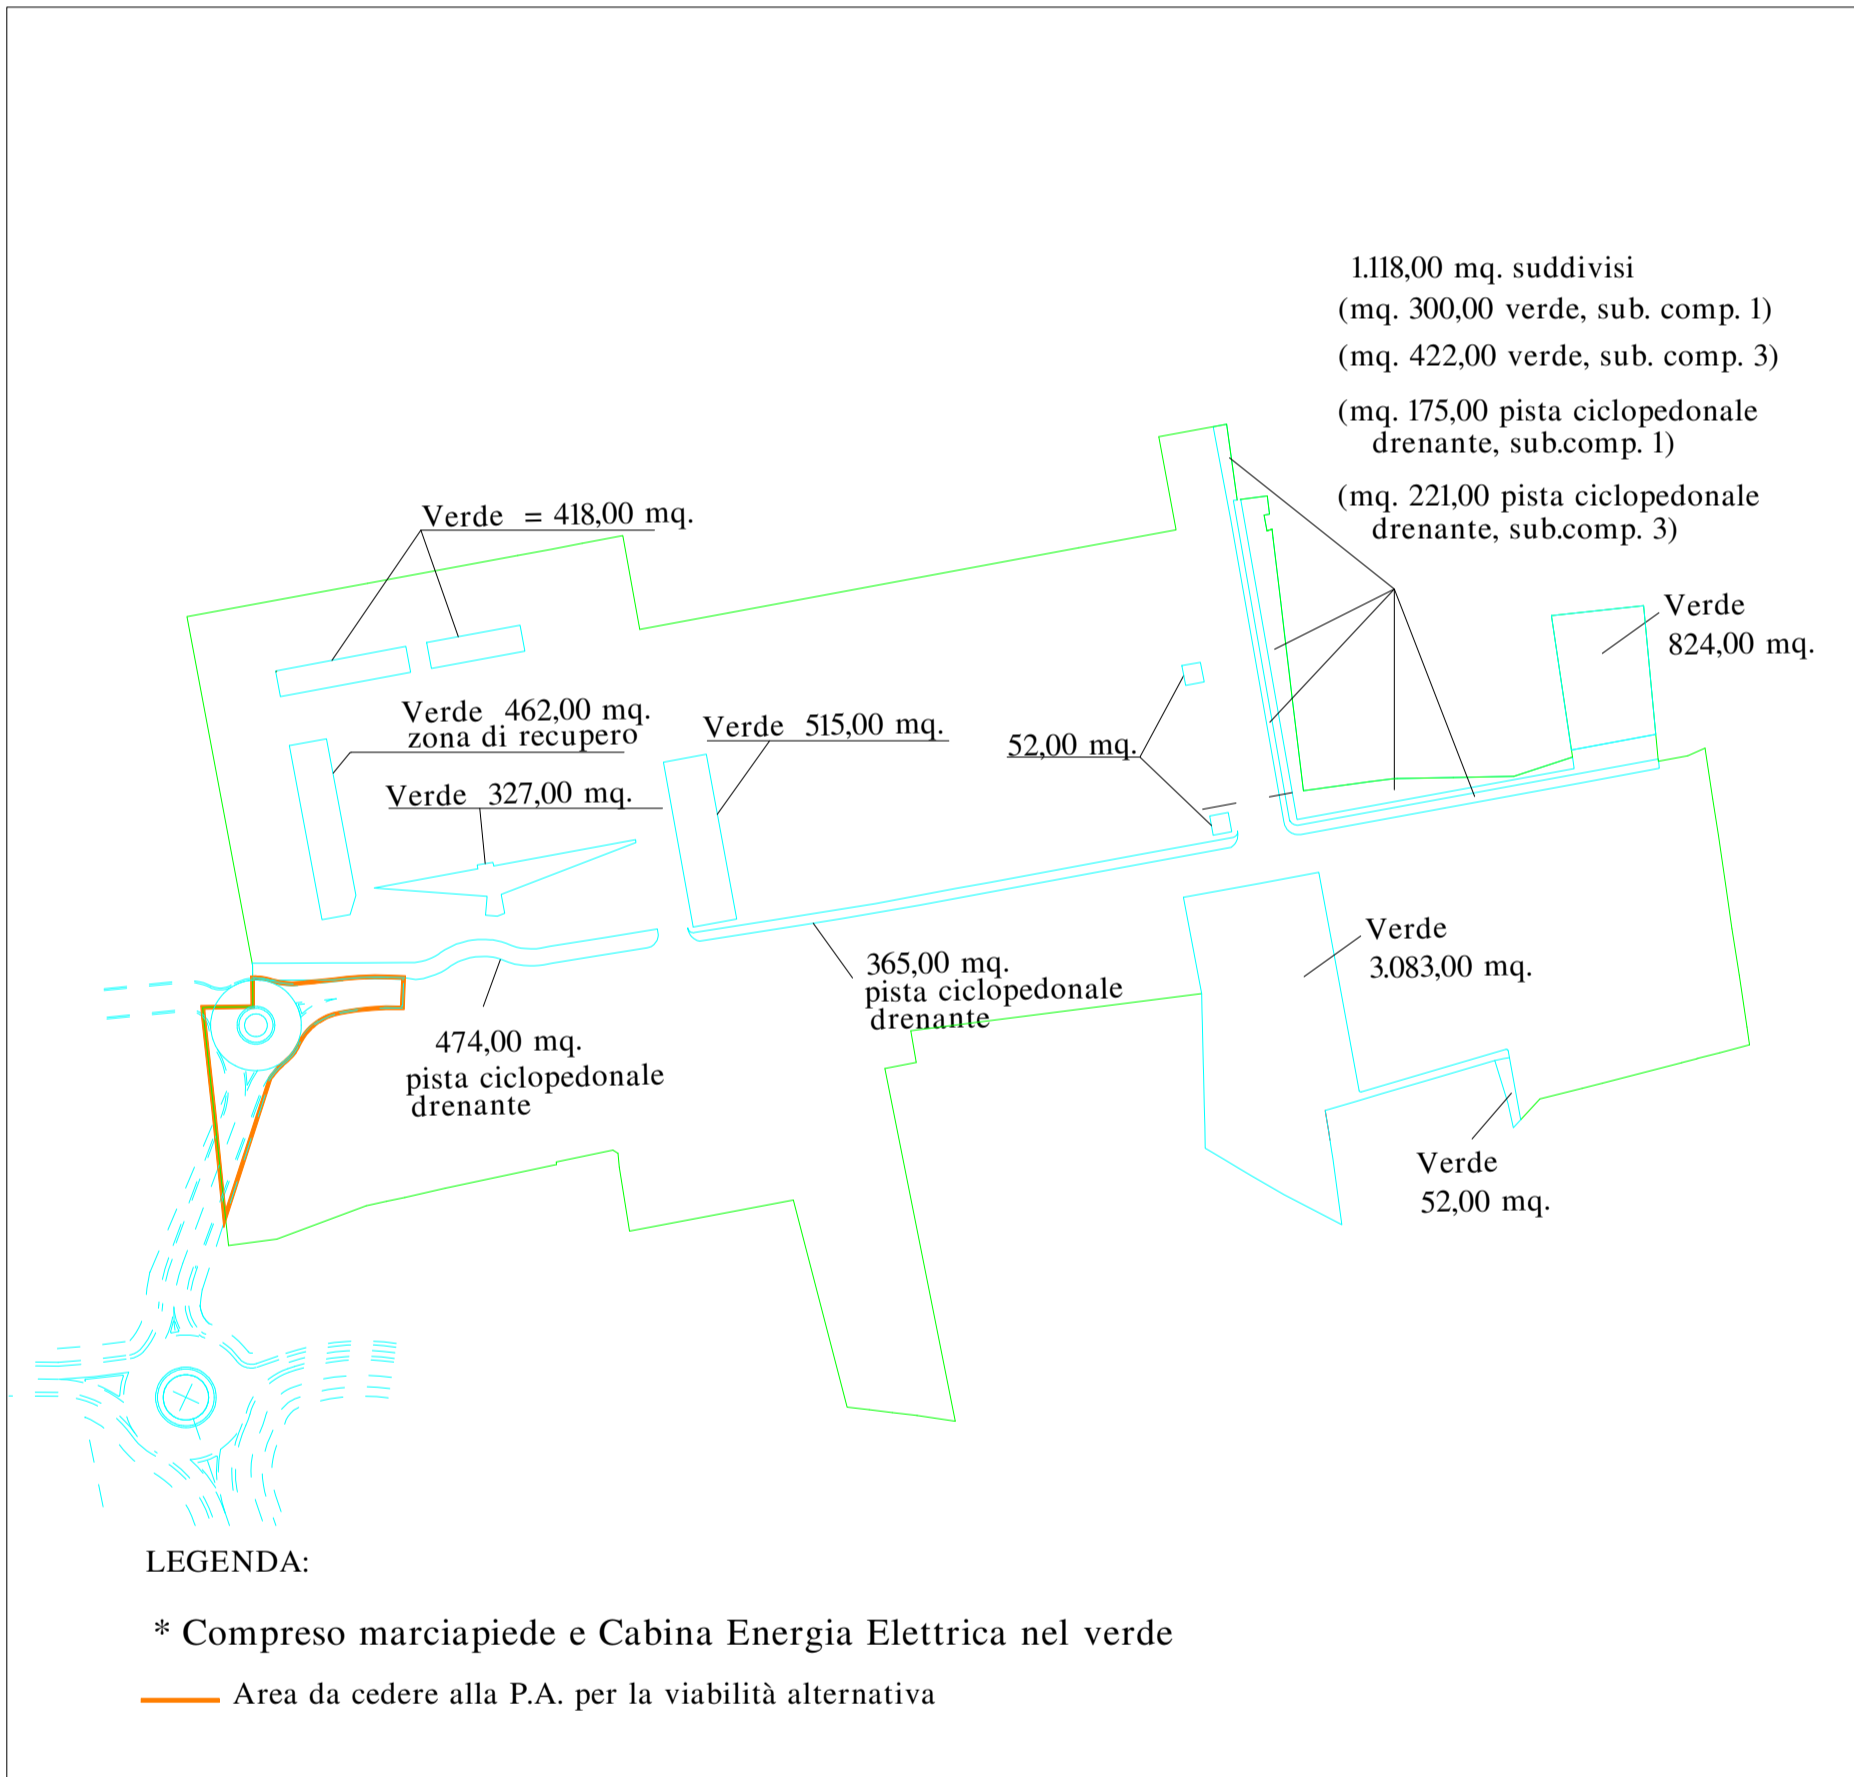 1.118,00 mq. suddivisi
(mq. 300,00 verde, sub. comp. 1)
(mq. 422,00 verde, sub. comp. 3)
(mq. 175,00 pista ciclopedonale
drenante, sub.comp. 1)
(mq. 221,00 pista ciclopedonale
drenante, sub.comp. 3)
Verde = 418,00 mq.
Verde
824,00 mq.
Verde 462,00 mq.
zona di recupero
Verde 515,00 mq.
52,00 mq.
Verde 327,00 mq.
Verde
3.083,00 mq.
365,00 mq.
pista ciclopedonale
drenante
474,00 mq.
pista ciclopedonale
drenante
Verde
52,00 mq.
LEGENDA:
* Compreso marciapiede e Cabina Energia Elettrica nel verde
Area da cedere alla P.A. per la viabilità alternativa